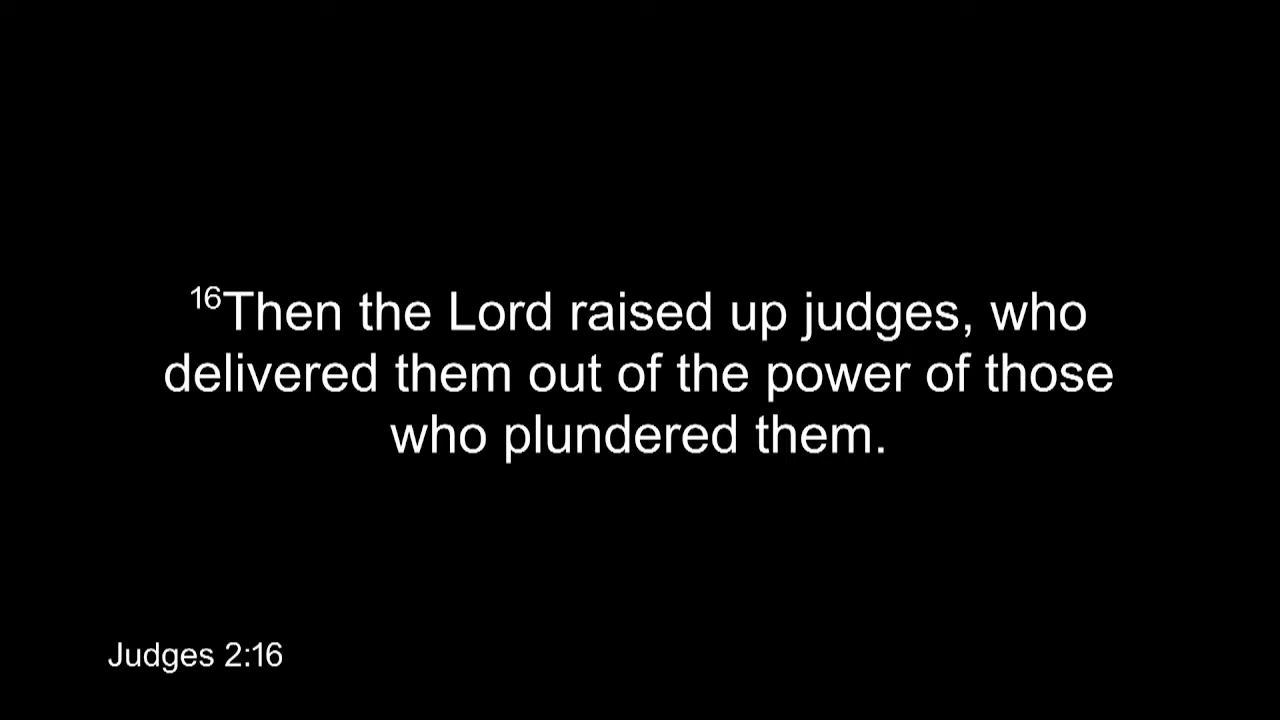 16Then the Lord raised up judges, who
delivered them out of the power of those
who plundered them.
Judges 2:16